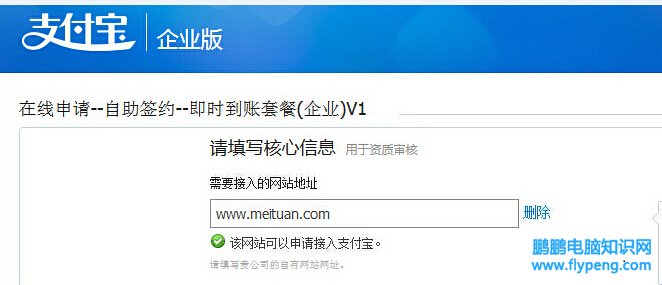 支付宝 企业版
在线申请--自助签约--即时到账套餐(企业)V1
请填写核心信息 用于资质审核
需要接入的网站地址
www.meituan.com 删除
该网站可以申请接入支付宝。
请填写贵公司的自有网站网址。
鹏鹏电脑知识网
www.flypeng.com